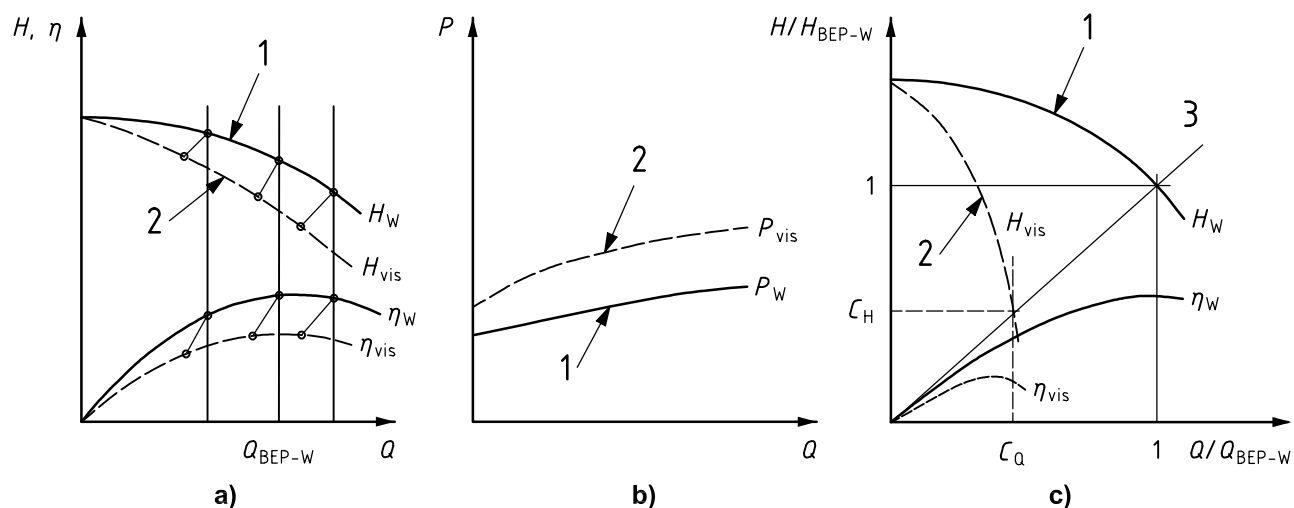 H, η
1
2
H_W
H_vis
η_W
η_vis
Q_BEP-W
Q
a)
P
2
P_vis
P_W
1
Q
b)
H/H_BEP-W
1
3
1
2
H_vis
H_W
C_H
η_W
η_vis
C_Q
1
Q/Q_BEP-W
c)